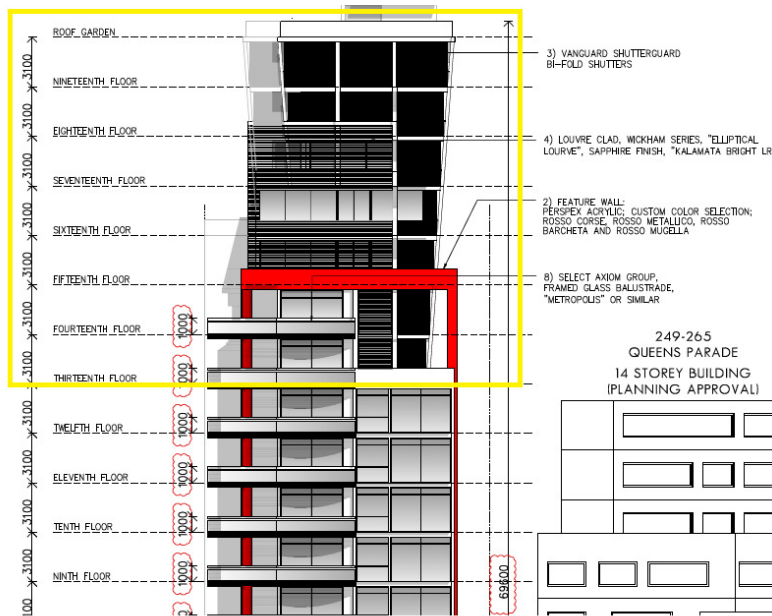 ROOF GARDEN
3100
NINETEENTH FLOOR
3100
EIGHTEENTH FLOOR
3100
SEVENTEENTH FLOOR
3100
SIXTEENTH FLOOR
3100
FIFTEENTH FLOOR
3100
FOURTEENTH FLOOR
1000
3100
THIRTEENTH FLOOR
1000
3100
TWELFTH FLOOR
1000
3100
ELEVENTH FLOOR
1000
3100
TENTH FLOOR
1000
3100
NINTH FLOOR
1000
3100
69600
3) VANGUARD SHUTTERGUARD
BI-FOLD SHUTTERS
4) LOUVRE CLAD, WICKHAM SERIES, "ELLIPTICAL
LOURVE", SAPPHIRE FINISH, "KALAMATA BRIGHT LR
2) FEATURE WALL:
PERSPEX ACRYLIC; CUSTOM COLOR SELECTION;
ROSSO CORSE, ROSSO METALLICO, ROSSO
BARCHETA AND ROSSO MUGELLA
8) SELECT AXIOM GROUP,
FRAMED GLASS BALUSTRADE,
"METROPOLIS" OR SIMILAR
249-265
QUEENS PARADE
14 STOREY BUILDING
(PLANNING APPROVAL)